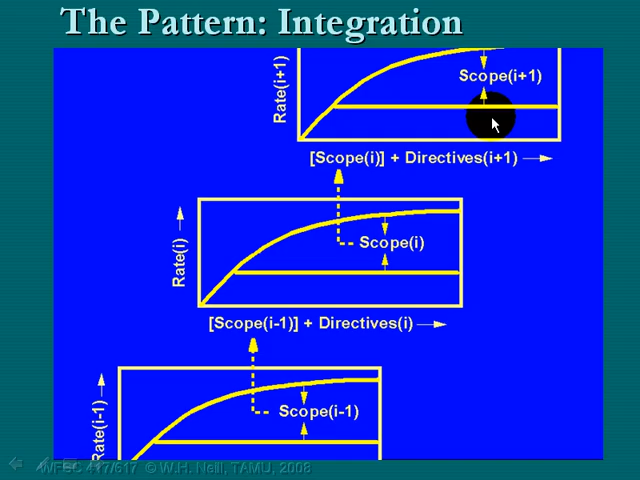 The Pattern: Integration
Rate(i+1)
Scope(i+1)
[Scope(i)] + Directives(i+1)
Rate(i)
Scope(i)
[Scope(i-1)] + Directives(i)
Rate(i-1)
Scope(i-1)
WFSC 417/617 © W.H. Neill, TAMU, 2008